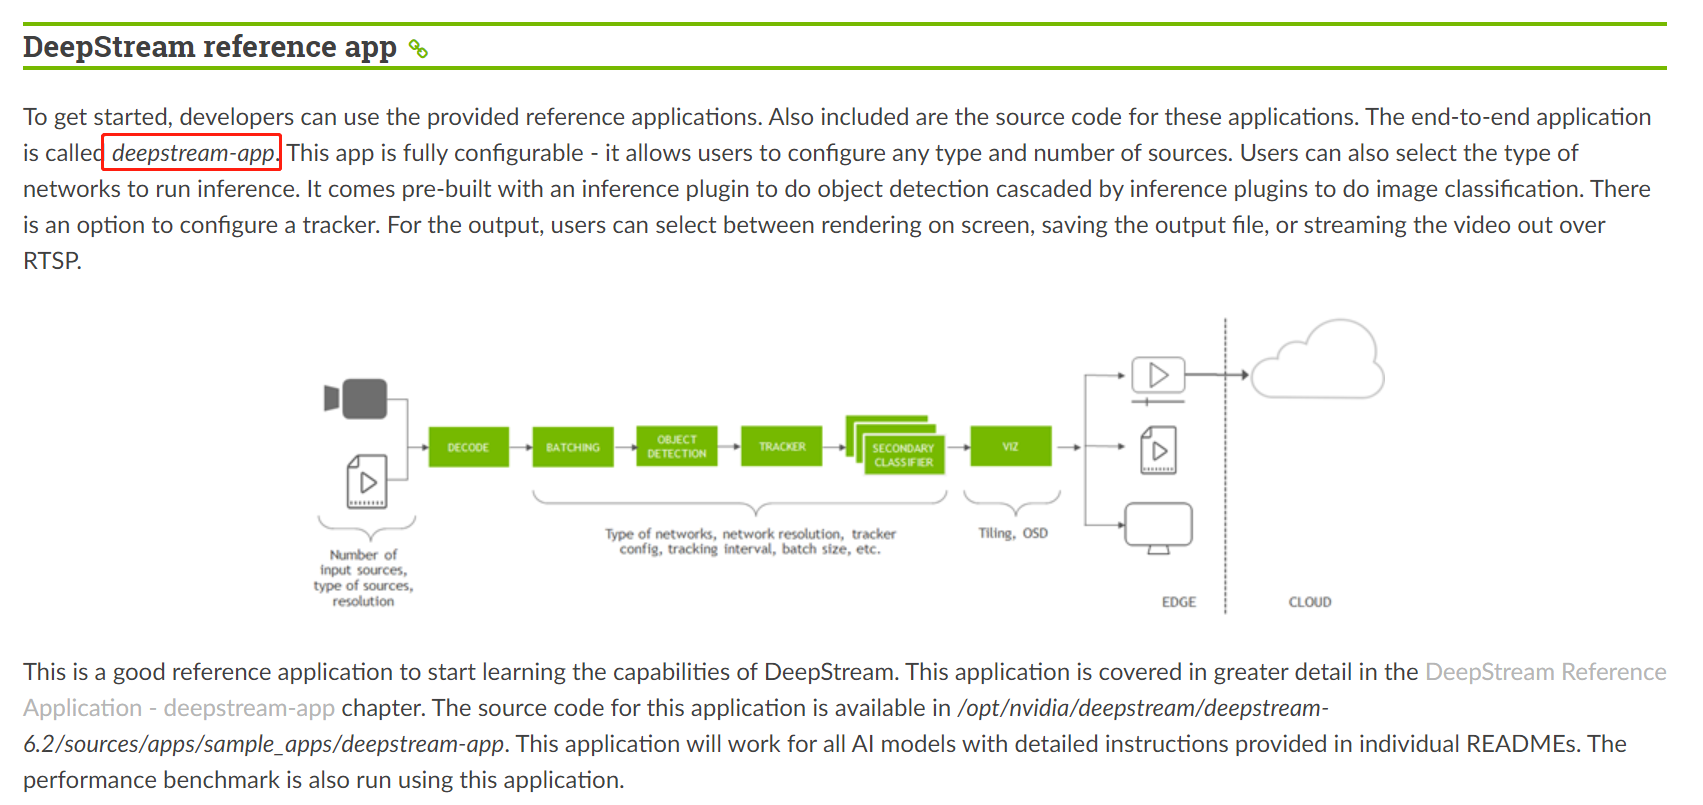 DeepStream reference app
To get started, developers can use the provided reference applications. Also included are the source code for these applications. The end-to-end application
is called deepstream-app. This app is fully configurable - it allows users to configure any type and number of sources. Users can also select the type of
networks to run inference. It comes pre-built with an inference plugin to do object detection cascaded by inference plugins to do image classification. There
is an option to configure a tracker. For the output, users can select between rendering on screen, saving the output file, or streaming the video out over
RTSP.
DECODE
BATCHING
OBJECT
DETECTION
TRACKER
SECONDARY
CLASSIFIER
VIZ
Number of
input sources,
type of sources,
resolution
Type of networks, network resolution, tracker
config, tracking interval, batch size, etc.
Tiling, OSD
EDGE
CLOUD
This is a good reference application to start learning the capabilities of DeepStream. This application is covered in greater detail in the DeepStream Reference
Application - deepstream-app chapter. The source code for this application is available in /opt/nvidia/deepstream/deepstream-
6.2/sources/apps/sample_apps/deepstream-app. This application will work for all AI models with detailed instructions provided in individual READMEs. The
performance benchmark is also run using this application.